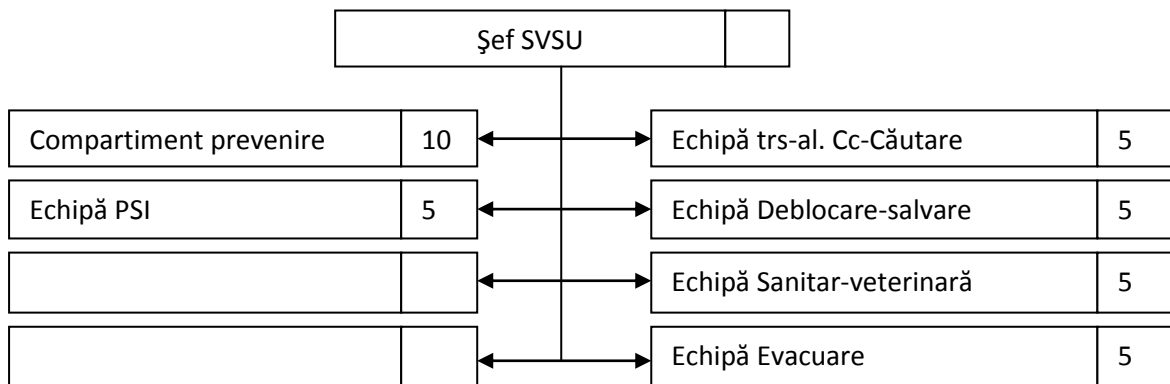 Şef SVSU
Compartiment prevenire 10
Echipă trs-al. Cc-Căutare 5
Echipă PSI 5
Echipă Deblocare-salvare 5
Echipă Sanitar-veterinară 5
Echipă Evacuare 5